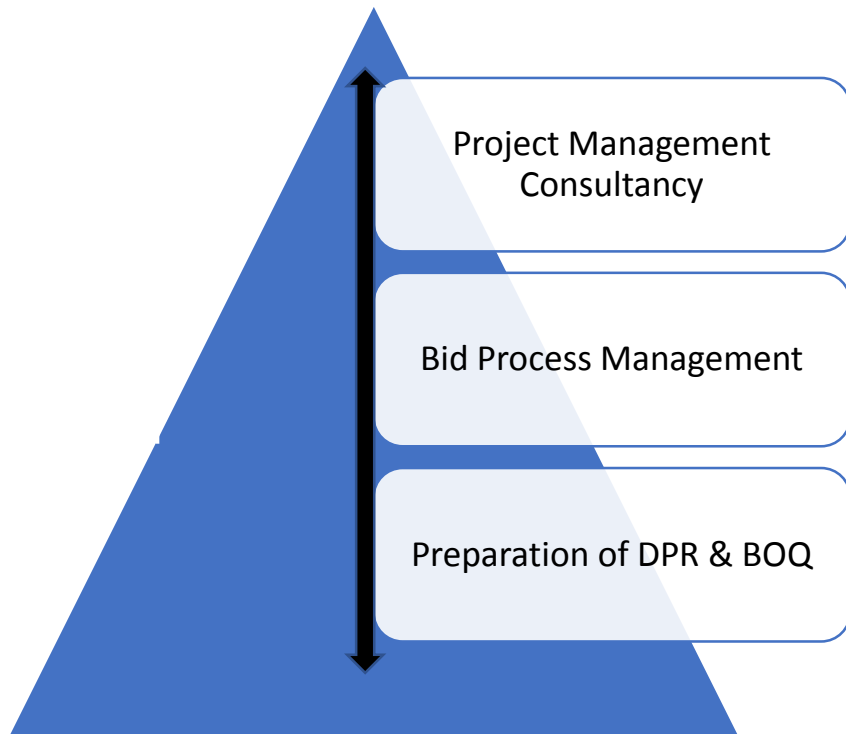 Project Management
Consultancy
Bid Process Management
Preparation of DPR & BOQ